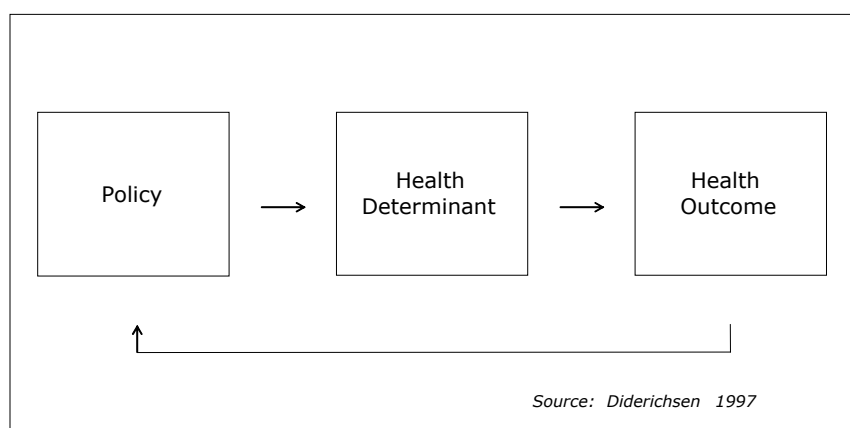 Policy
Health
Determinant
Health
Outcome
Source: Diderichsen 1997